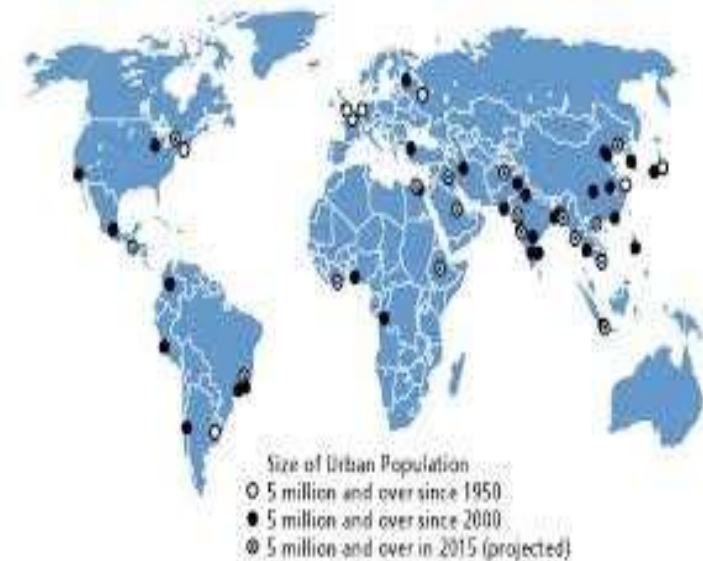 Size of Urban Population
5 million and over since 1950
5 million and over since 2000
5 million and over in 2015 (projected)